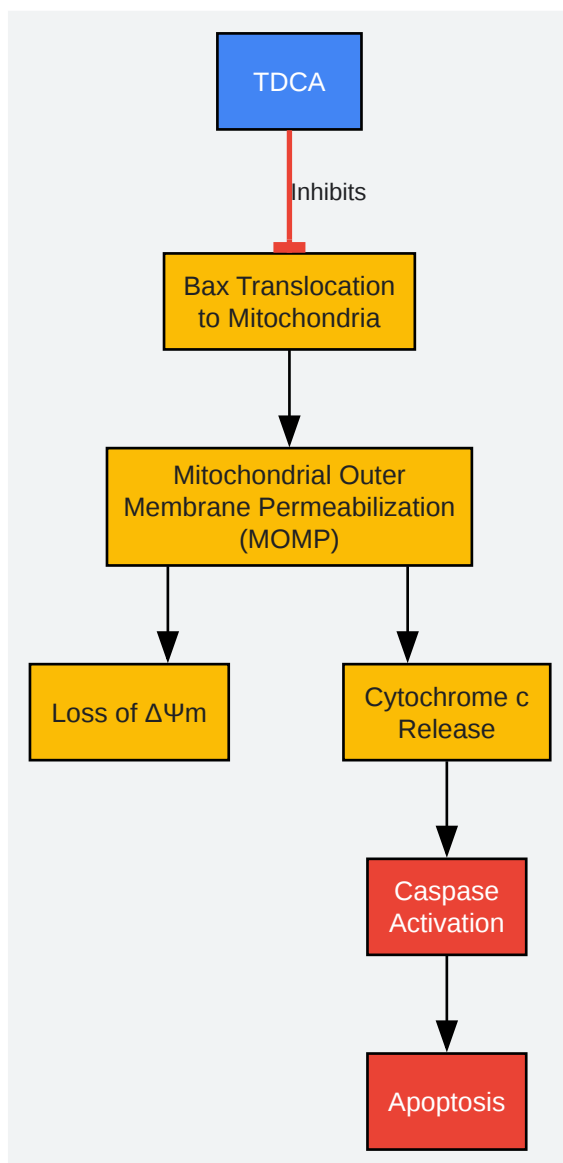 TDCA
Inhibits
Bax Translocation
to Mitochondria
Mitochondrial Outer
Membrane Permeabilization
(MOMP)
Loss of ΔΨm
Cytochrome c
Release
Caspase
Activation
Apoptosis